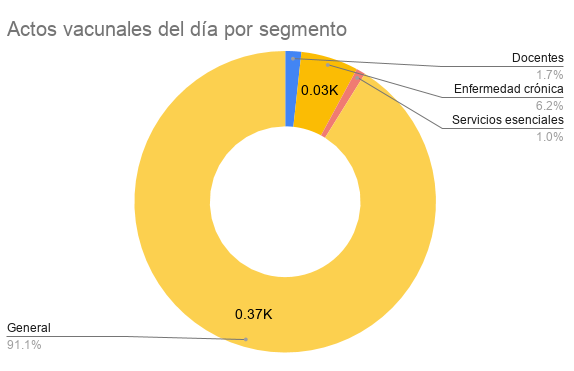 Actos vacunales del día por segmento
Docentes
1.7%
Enfermedad crónica
6.2%
Servicios esenciales
1.0%
0.03K
0.37K
General
91.1%